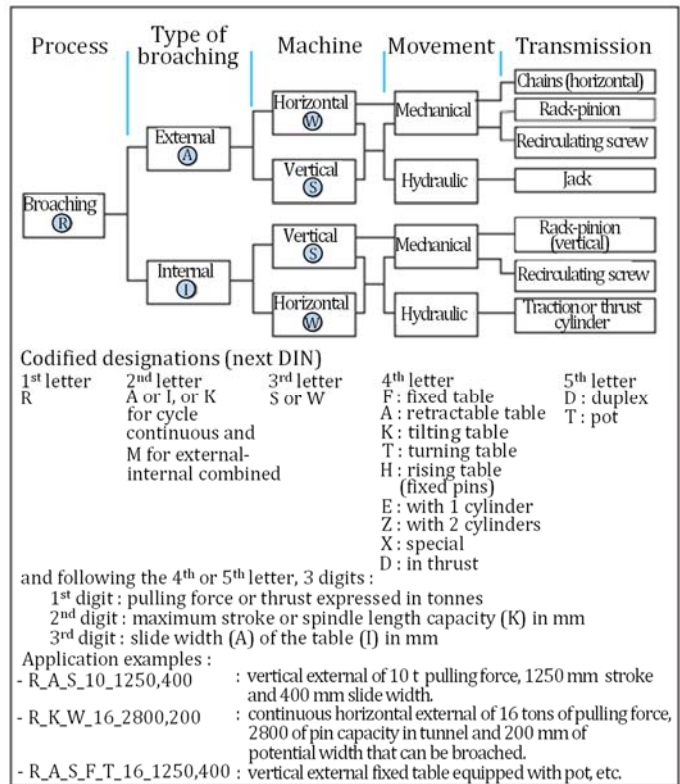 Process
Type of
broaching
Machine
Movement
Transmission
Chains (horizontal)
Horizontal
W
Mechanical
Rack-pinion
External
A
Recirculating screw
Vertical
S
Hydraulic
Jack
Broaching
R
Vertical
S
Mechanical
Rack-pinion
(vertical)
Internal
I
Recirculating screw
Horizontal
W
Hydraulic
Traction or thrust
cylinder
Codified designations (next DIN)
1st letter
R
2nd letter
A or I, or K
for cycle
continuous and
M for external-
internal combined
3rd letter
S or W
4th letter
F : fixed table
A : retractable table
K : tilting table
T : turning table
H : rising table
(fixed pins)
E : with 1 cylinder
Z : with 2 cylinders
X : special
D : in thrust
5th letter
D : duplex
T : pot
and following the 4th or 5th letter, 3 digits :
1st digit : pulling force or thrust expressed in tonnes
2nd digit : maximum stroke or spindle length capacity (K) in mm
3rd digit : slide width (A) of the table (I) in mm
Application examples :
- R_A_S_10_1250,400 : vertical external of 10 t pulling force, 1250 mm stroke
and 400 mm slide width.
- R_K_W_16_2800,200 : continuous horizontal external of 16 tons of pulling force,
2800 of pin capacity in tunnel and 200 mm of
potential width that can be broached.
- R_A_S_F_T_16_1250,400 : vertical external fixed table equipped with pot, etc.